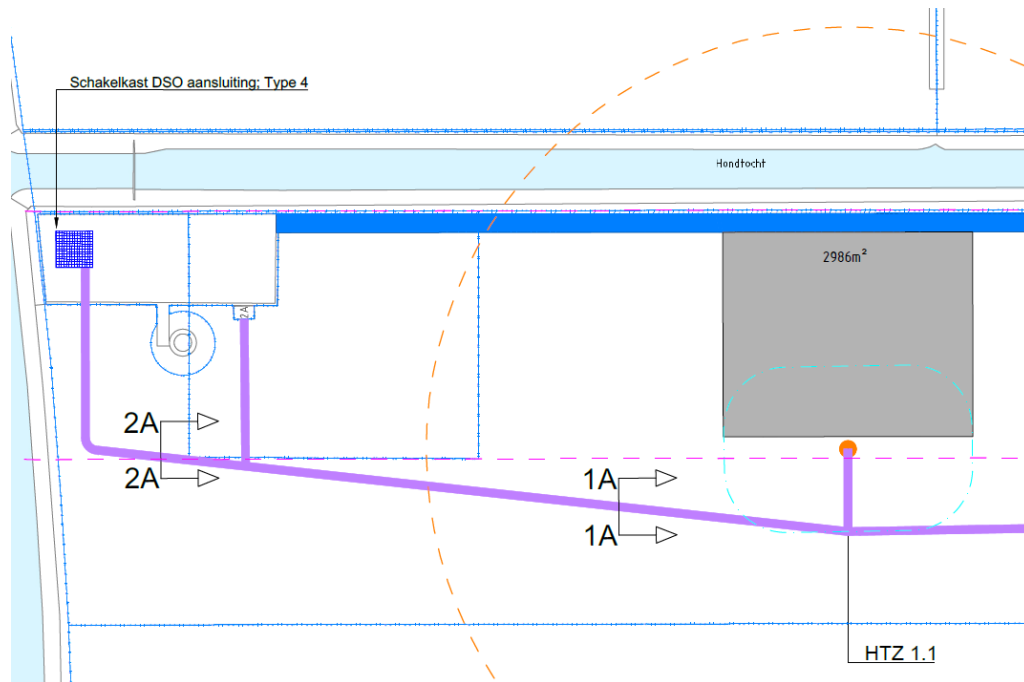 Schakelkast DSO aansluiting; Type 4
Hondtocht
2986m²
2A
2A
2A
1A
1A
HTZ 1.1